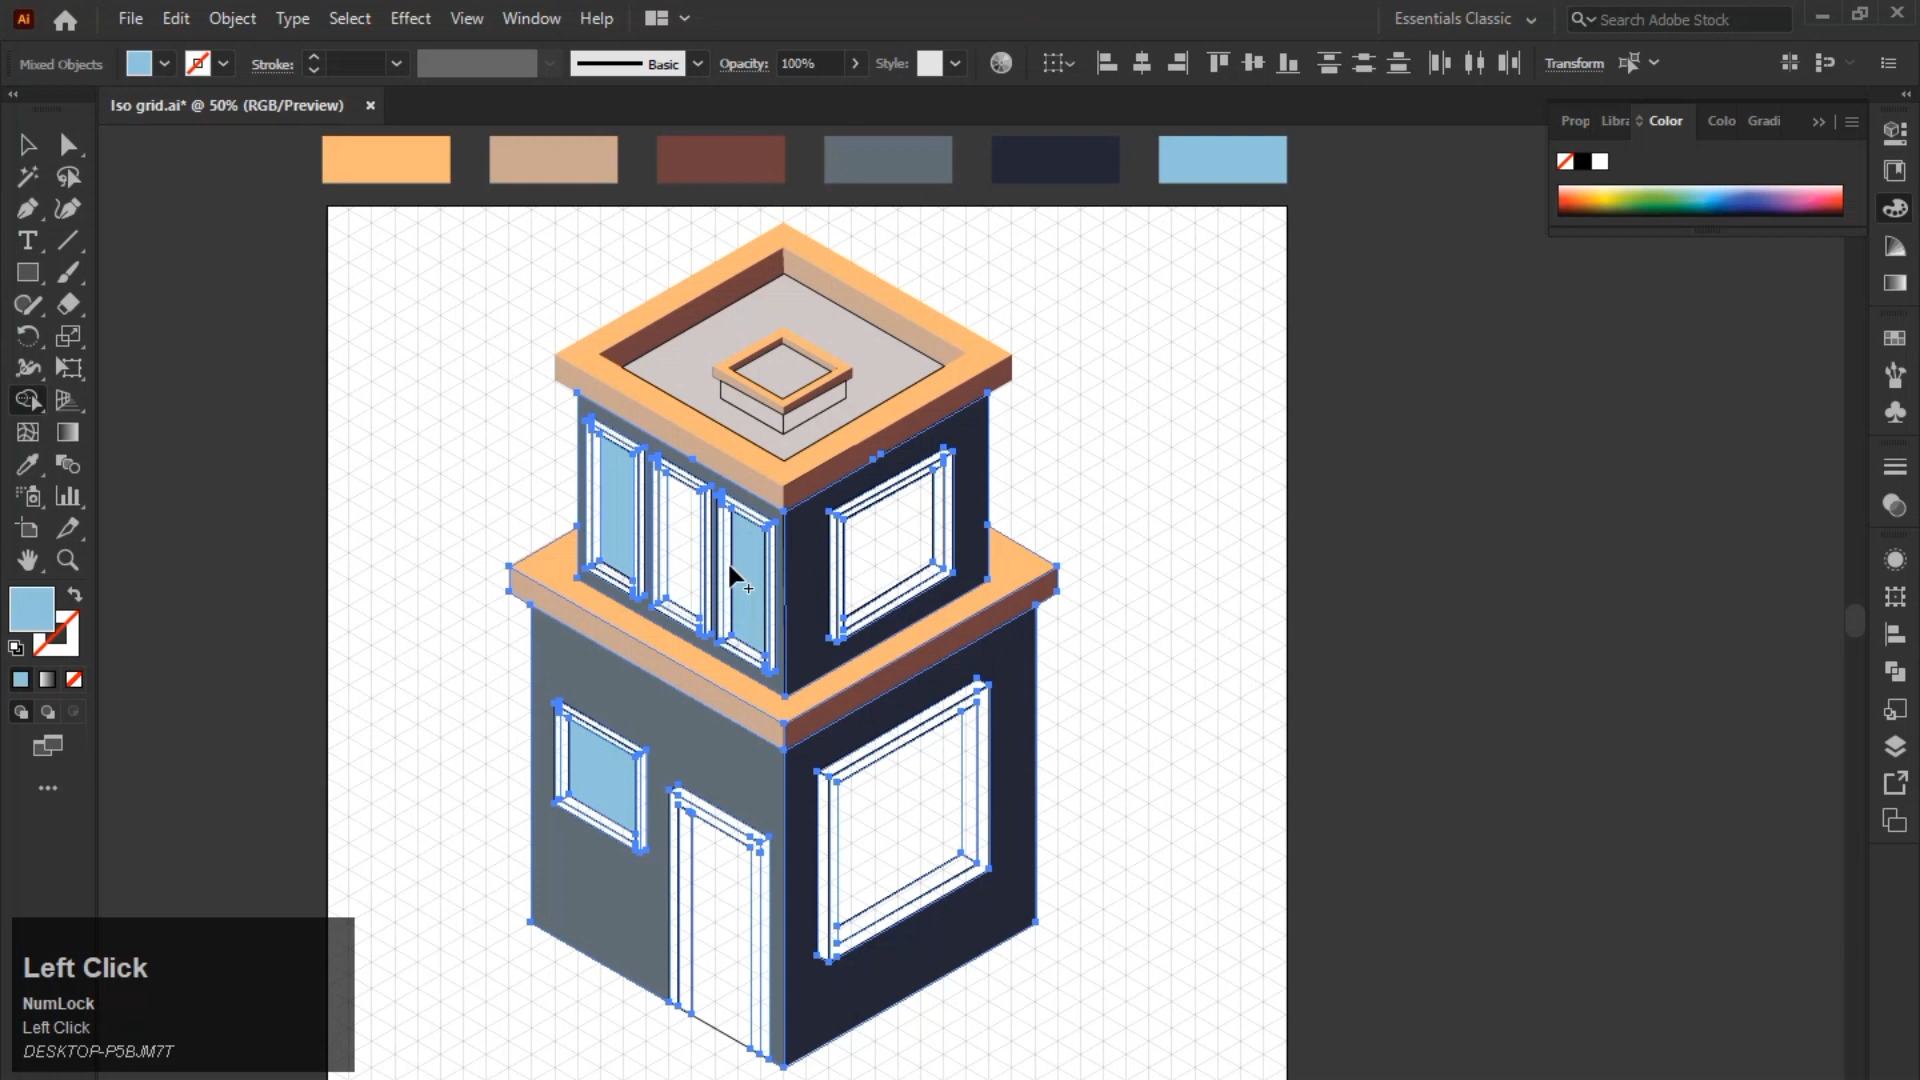 Ai File Edit Object Type Select Effect View Window Help Essentials Classic Search Adobe Stock
Mixed Objects Stroke: Basic Opacity: 100% Style: Transform
Iso grid.ai* @ 50% (RGB/Preview)
Prop Libra Color Colo Gradi
Left Click
NumLock
Left Click
DESKTOP-P5BJM7T